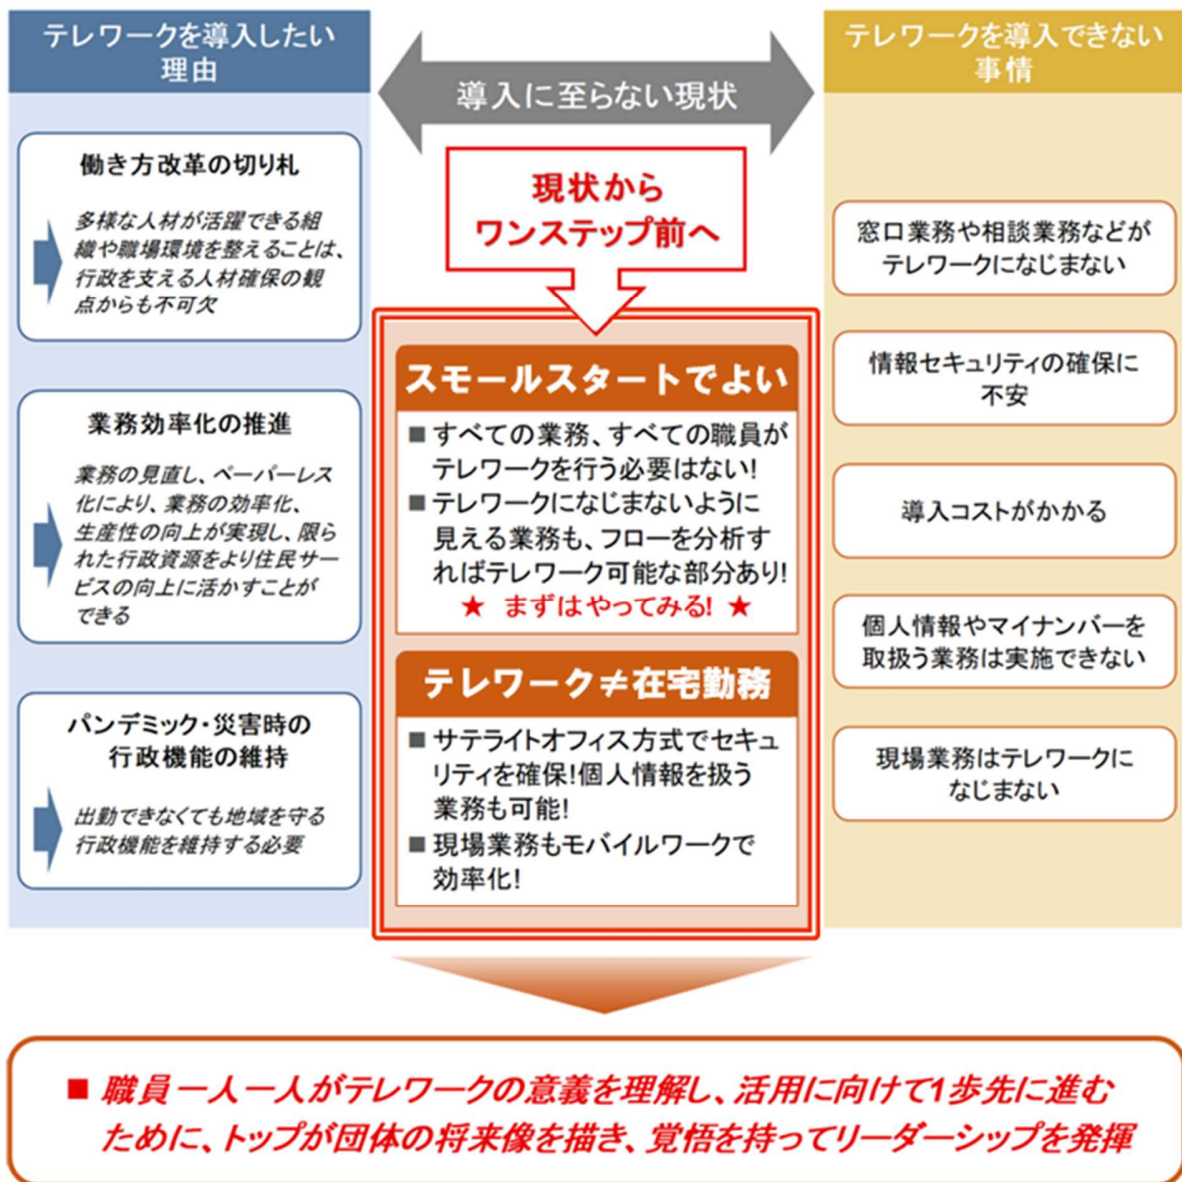 テレワークを導入したい
理由
働き方改革の切り札
多様な人材が活躍できる組
織や職場環境を整えることは、
行政を支える人材確保の観
点からも不可欠
業務効率化の推進
業務の見直し、ペーパーレス
化により、業務の効率化、
生産性の向上が実現し、限ら
れた行政資源をより住民サー
ビスの向上に活かすことが
できる
パンデミック・災害時の
行政機能の維持
出勤できなくても地域を守る
行政機能を維持する必要
導入に至らない現状
現状から
ワンステップ前へ
スモールスタートでよい
■ すべての業務、すべての職員が
テレワークを行う必要はない!
■ テレワークになじまないように
見える業務も、フローを分析す
ればテレワーク可能な部分あり!
★ まずはやってみる! ★
テレワーク≠在宅勤務
■ サテライトオフィス方式でセキュ
リティを確保!個人情報を扱う
業務も可能!
■ 現場業務もモバイルワークで
効率化!
テレワークを導入できない
事情
窓口業務や相談業務などが
テレワークになじまない
情報セキュリティの確保に
不安
導入コストがかかる
個人情報やマイナンバーを
取扱う業務は実施できない
現場業務はテレワークに
なじまない
■ 職員一人一人がテレワークの意義を理解し、活用に向けて1歩先に進む
ために、トップが団体の将来像を描き、覚悟を持ってリーダーシップを発揮